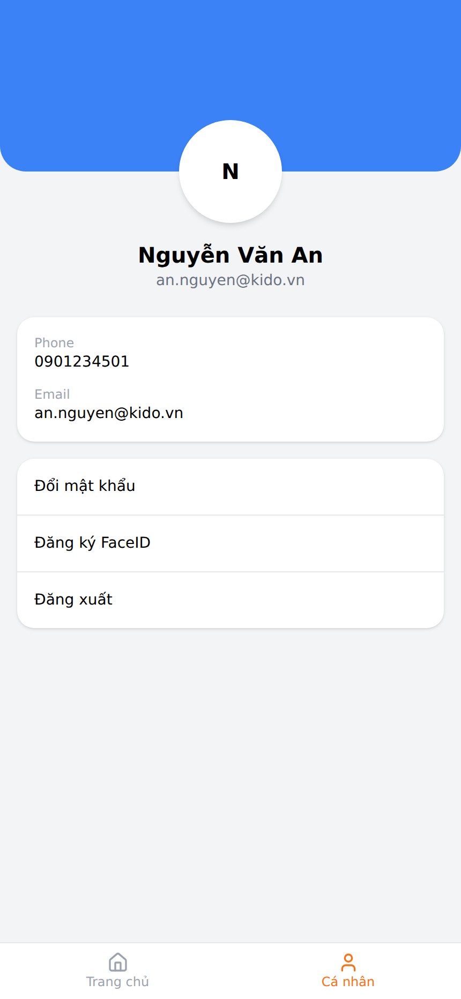 N
Nguyễn Văn An
an.nguyen@kido.vn
Phone
0901234501
Email
an.nguyen@kido.vn
Đổi mật khẩu
Đăng ký FaceID
Đăng xuất
Trang chủ
Cá nhân